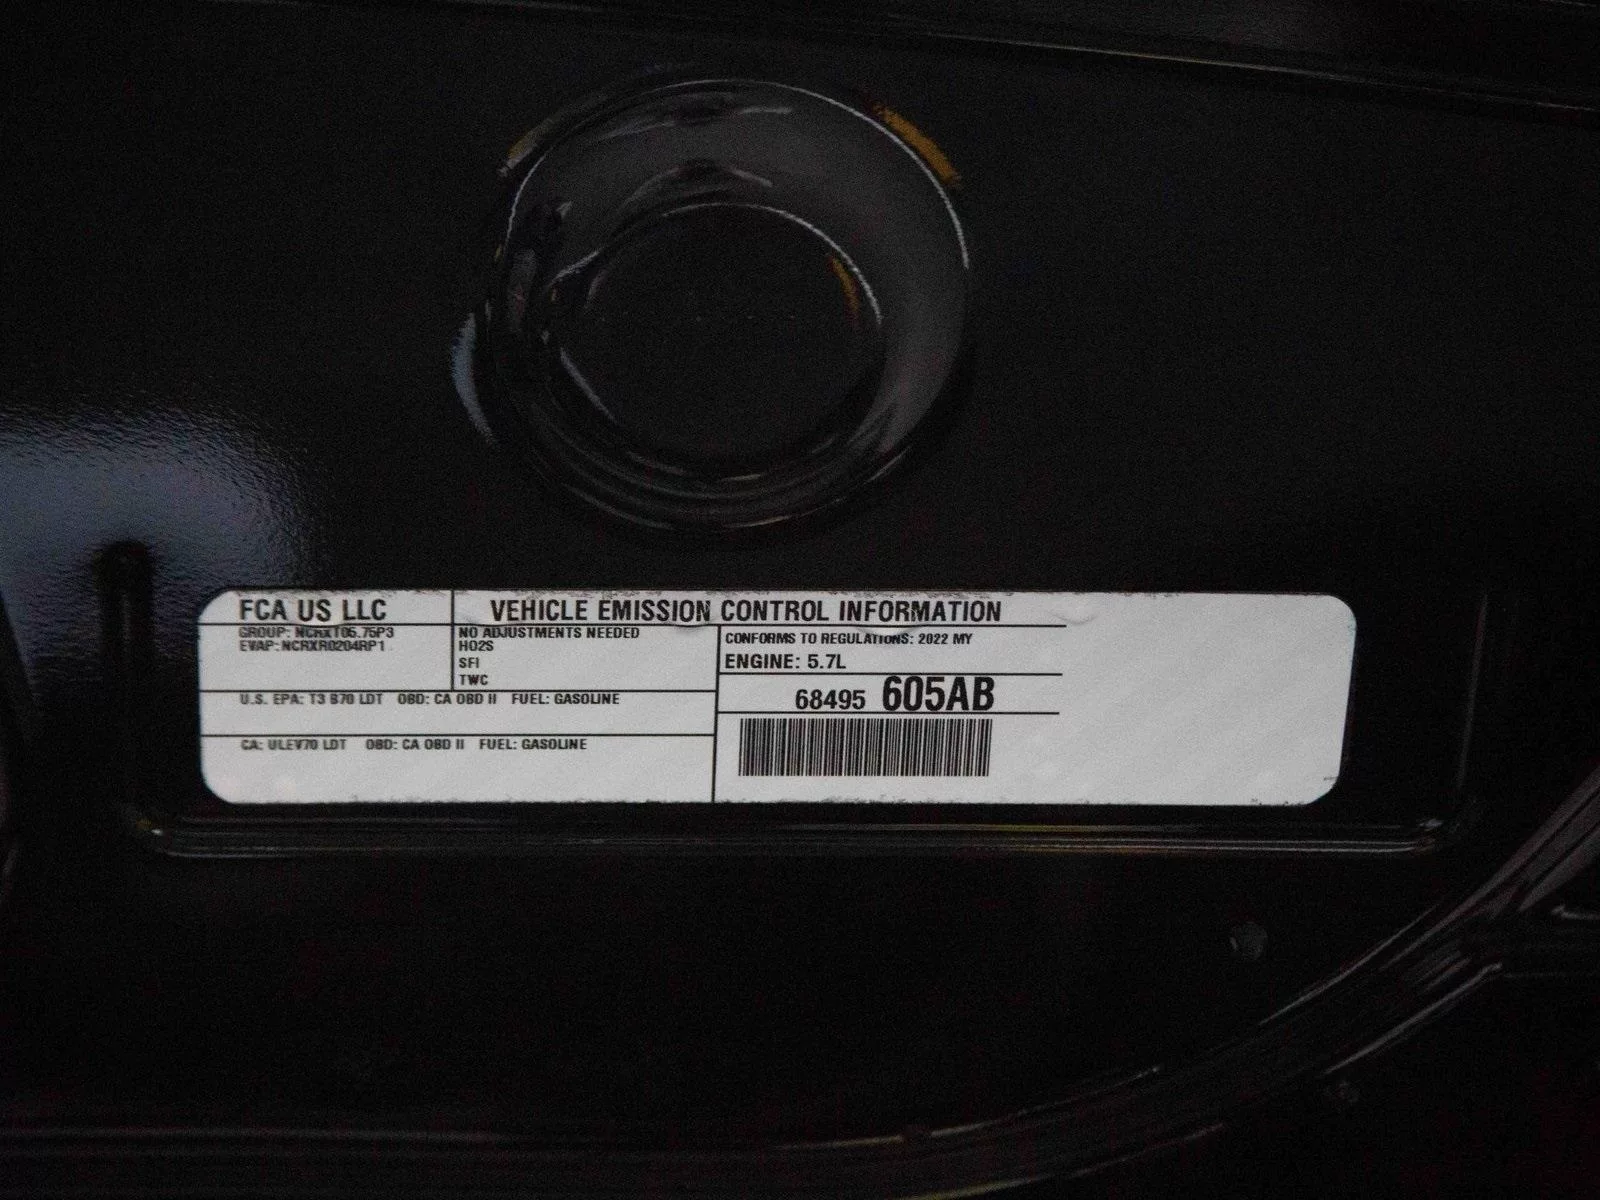 FCA US LLC
VEHICLE EMISSION CONTROL INFORMATION
GROUP: NCRXT05.75P3
EVAP: NCRXR0204RP1
NO ADJUSTMENTS NEEDED
HO2S
SFI
TWC
CONFORMS TO REGULATIONS: 2022 MY
ENGINE: 5.7L
68495 605AB
U.S. EPA: T3 B70 LDT OBD: CA OBD II FUEL: GASOLINE
CA: ULEV70 LDT OBD: CA OBD II FUEL: GASOLINE